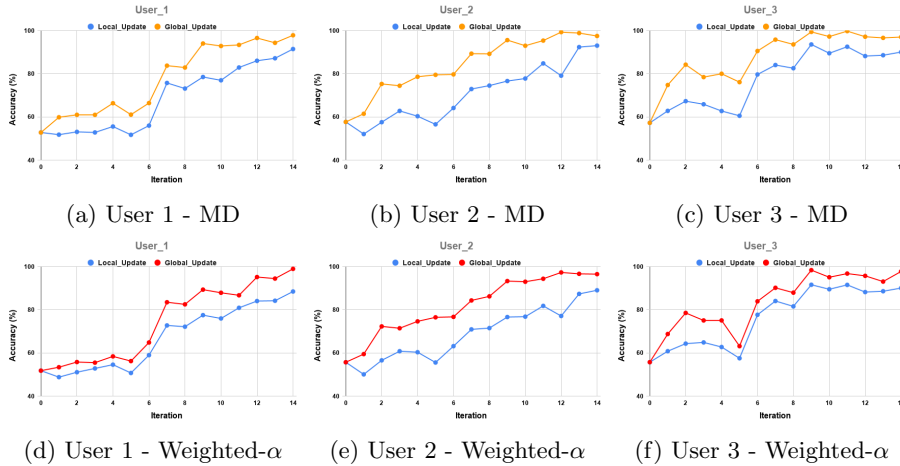 User_1
Local_Update Global_Update
Accuracy (%)
100
80
60
40
0 2 4 6 8 10 12 14
Iteration
(a) User 1 - MD
User_2
Local_Update Global_Update
Accuracy (%)
100
80
60
40
0 2 4 6 8 10 12 14
Iteration
(b) User 2 - MD
User_3
Local_Update Global_Update
Accuracy (%)
100
80
60
40
0 2 4 6 8 10 12 14
Iteration
(c) User 3 - MD
User_1
Local_Update Global_Update
Accuracy (%)
100
80
60
40
0 2 4 6 8 10 12 14
Iteration
(d) User 1 - Weighted-α
User_2
Local_Update Global_Update
Accuracy (%)
100
80
60
40
0 2 4 6 8 10 12 14
Iteration
(e) User 2 - Weighted-α
User_3
Local_Update Global_Update
Accuracy (%)
100
80
60
40
0 2 4 6 8 10 12 14
Iteration
(f) User 3 - Weighted-α